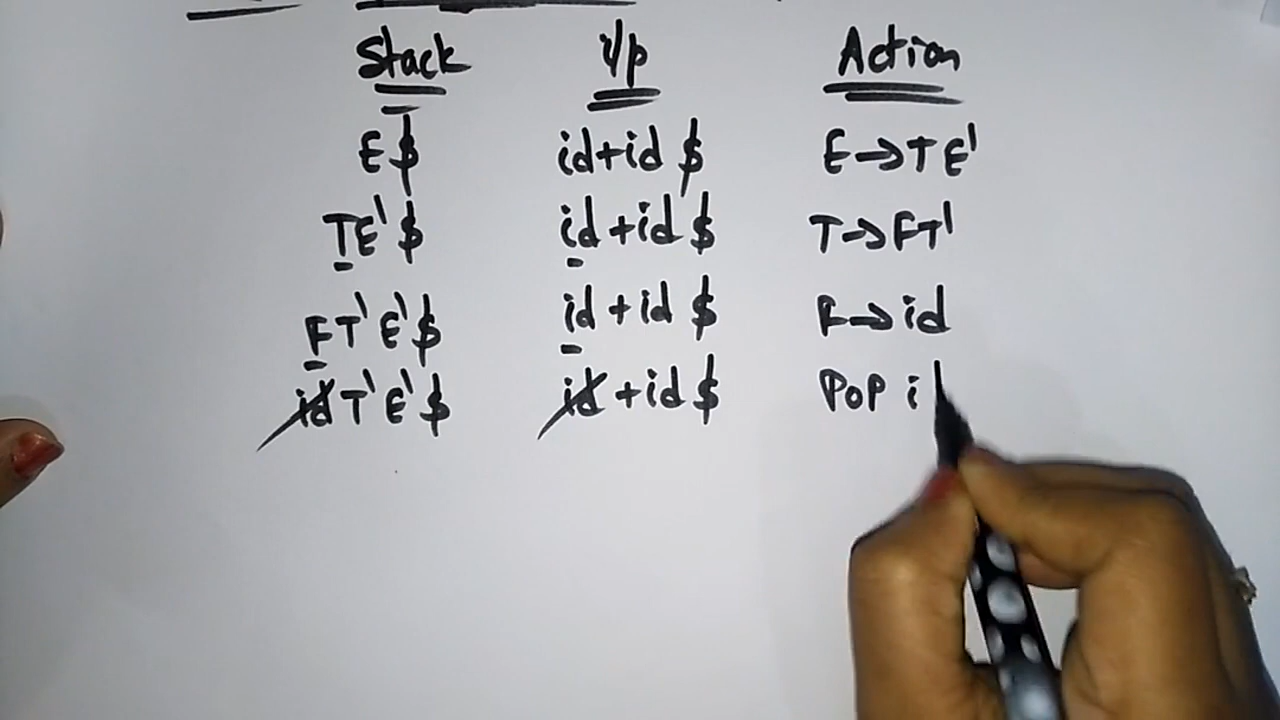 Stack i/p Action
E$ id+id $ E→TE'
TE'$ id+id $ T→FT'
FT'E'$ id+id $ F→id
idT'E'$ id+id $ POP i